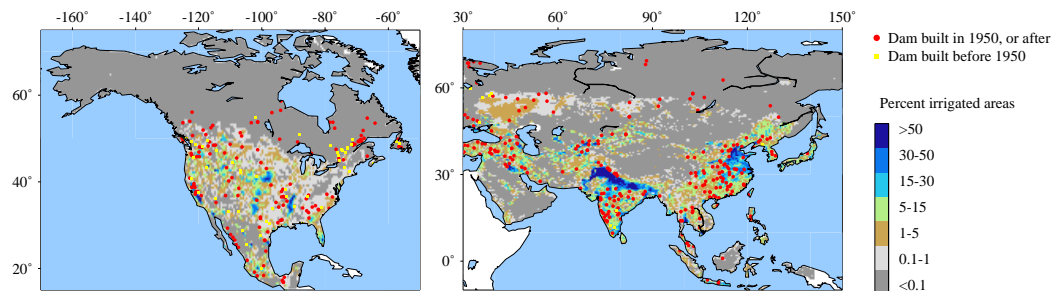 -160° -120° -100° -80° -60°
30° 60° 90° 120° 150°
60°
40°
20°
60°
30°
0°
Dam built in 1950, or after
Dam built before 1950
Percent irrigated areas
>50
30-50
15-30
5-15
1-5
0.1-1
<0.1